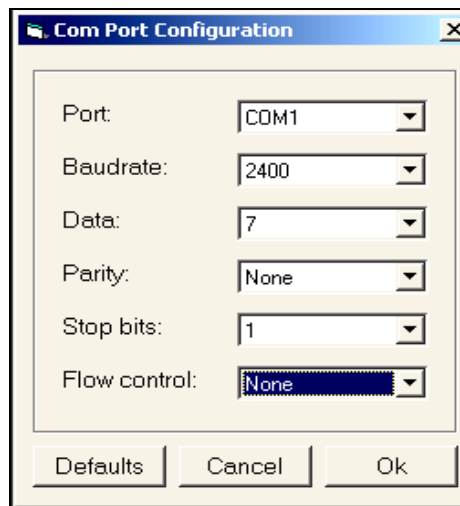 Com Port Configuration
Port: COM1
Baudrate: 2400
Data: 7
Parity: None
Stop bits: 1
Flow control: None
Defaults Cancel Ok